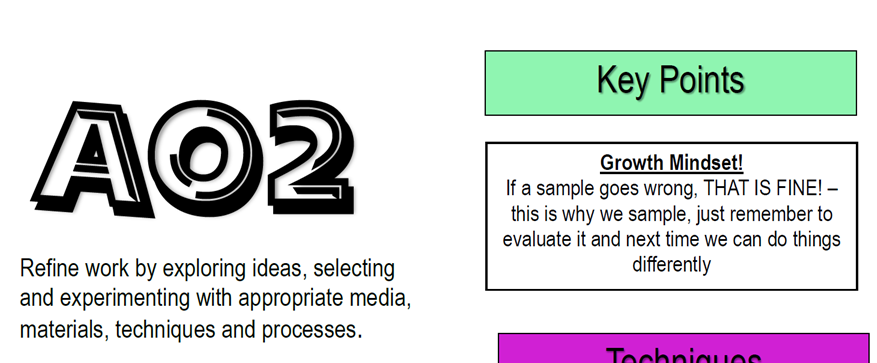 AO2
Refine work by exploring ideas, selecting
and experimenting with appropriate media,
materials, techniques and processes.
Key Points
Growth Mindset!
If a sample goes wrong, THAT IS FINE! –
this is why we sample, just remember to
evaluate it and next time we can do things
differently
Techniques